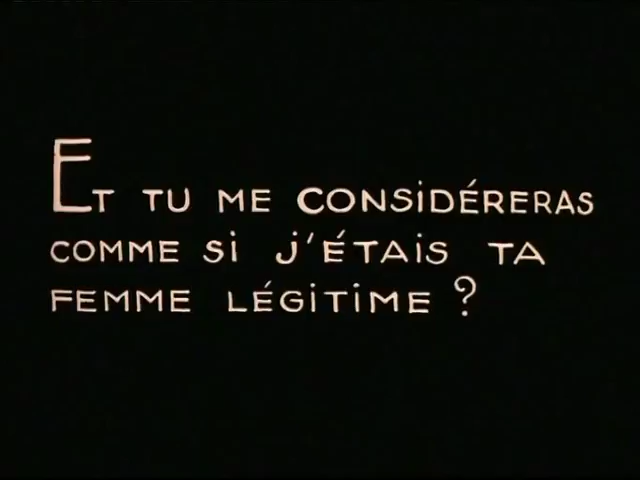 Et tu me considéreras
comme si j'étais ta
femme légitime ?